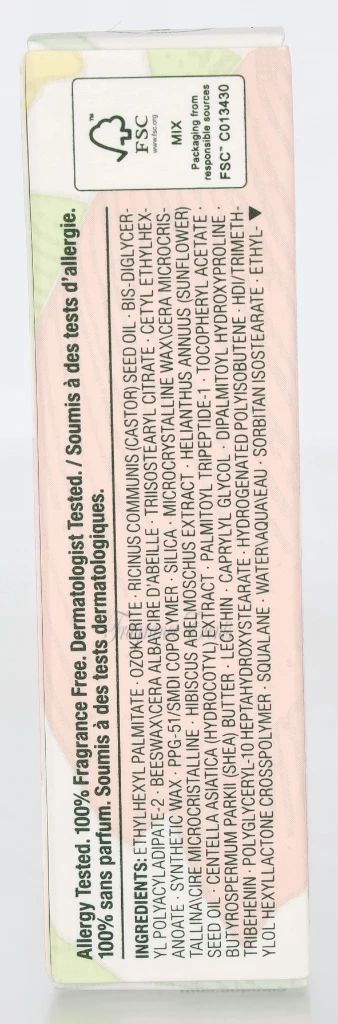 Allergy Tested. 100% Fragrance Free. Dermatologist Tested. / Soumis à des tests d'allergie.
100% sans parfum. Soumis à des tests dermatologiques.
INGREDIENTS: ETHYLHEXYL PALMITATE · OZOKERITE · RICINUS COMMUNIS (CASTOR) SEED OIL · BIS-DIGLYCER-
YL POLYACYLADIPATE-2 · BEESWAX\CERA ALBA\CIRE D'ABEILLE · TRIISOSTEARYL CITRATE · CETYL ETHYLHEX-
ANOATE · SYNTHETIC WAX · PPG-51/SMDI COPOLYMER · SILICA · MICROCRYSTALLINE WAX\CERA MICROCRIS-
TALLINA\CIRE MICROCRISTALLINE · HIBISCUS ABELMOSCHUS EXTRACT · HELIANTHUS ANNUUS (SUNFLOWER)
SEED OIL · CENTELLA ASIATICA (HYDROCOTYL) EXTRACT · PALMITOYL TRIPEPTIDE-1 · TOCOPHERYL ACETATE ·
BUTYROSPERMUM PARKII (SHEA) BUTTER · LECITHIN · CAPRYLYL GLYCOL · DIPALMITOYL HYDROXYPROLINE ·
TRIBEHENIN · POLYGLYCERYL-10 HEPTAHYDROXYSTEARATE · HYDROGENATED POLYISOBUTENE · HDI/TRIMETH-
YLOL HEXYLLACTONE CROSSPOLYMER · SQUALANE · WATER\AQUA\EAU · SORBITAN ISOSTEARATE · ETHYL-▼
™
FSC
www.fsc.org
MIX
Packaging from
responsible sources
FSC™ C013430